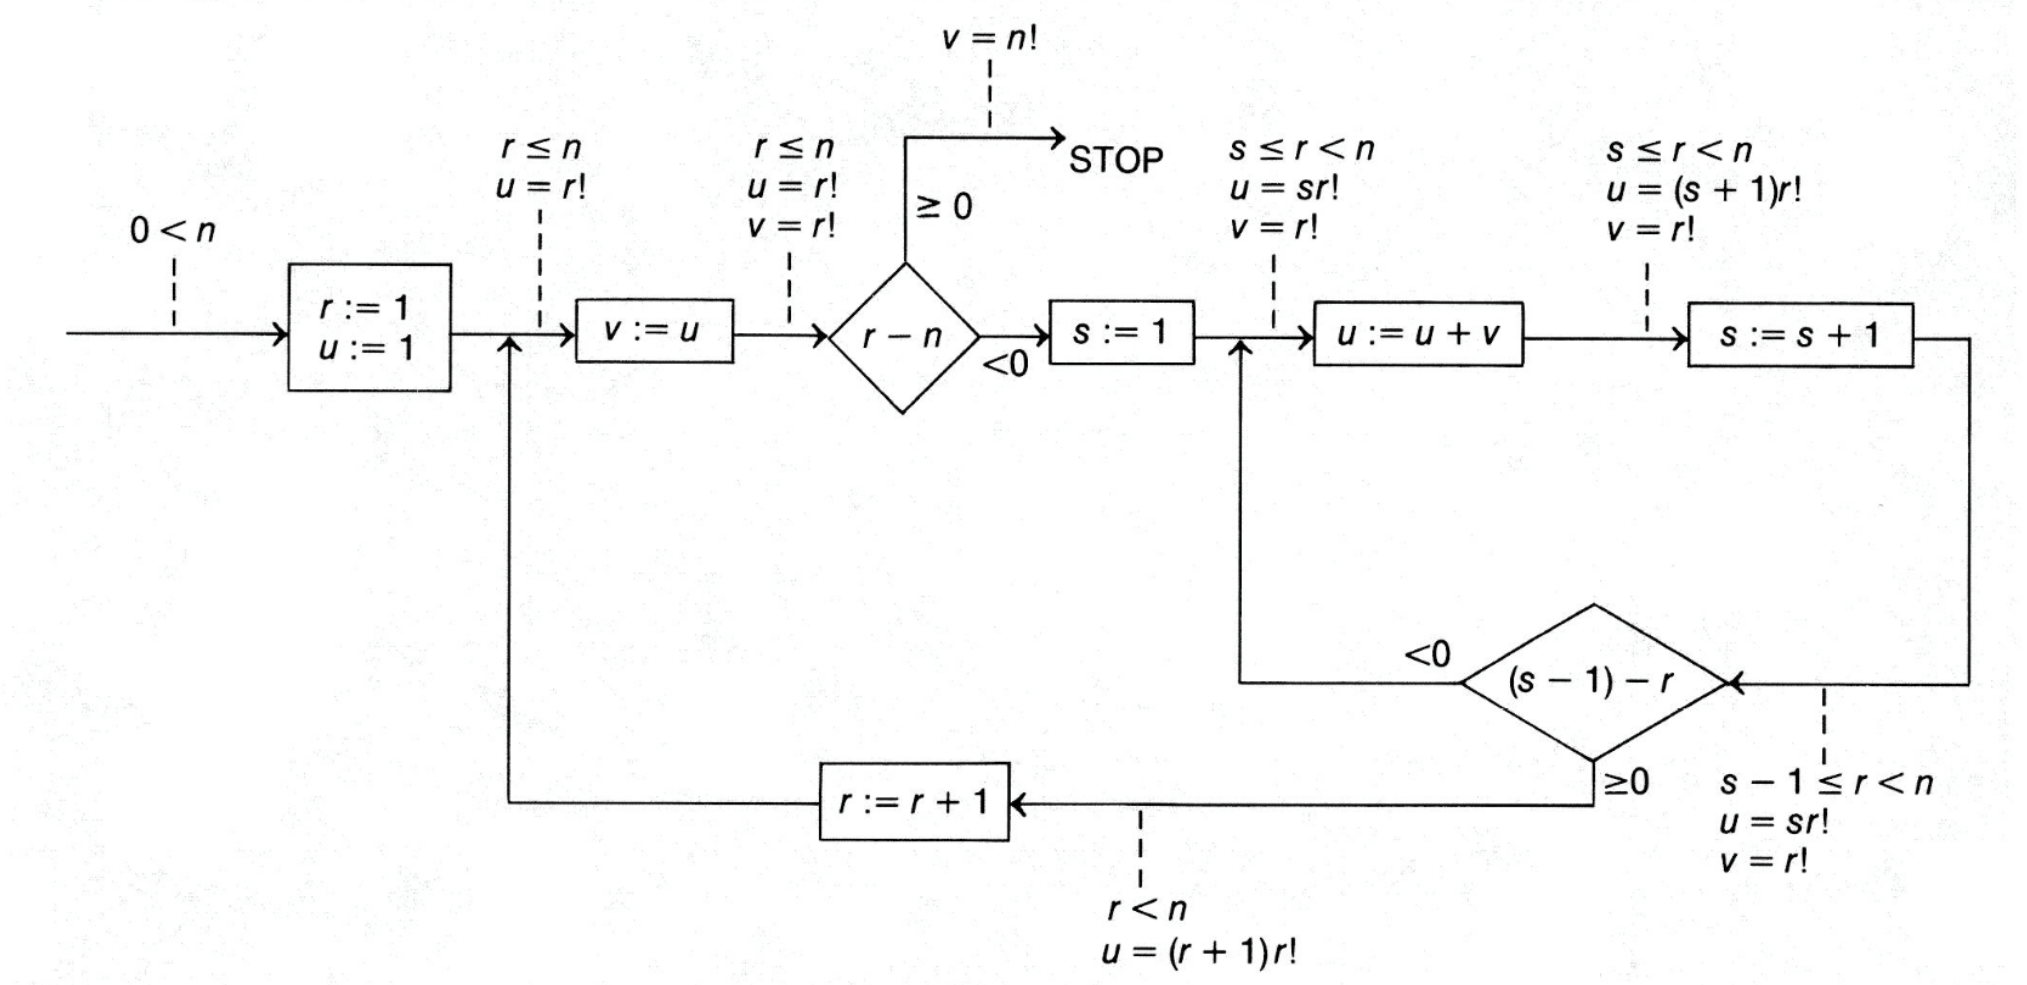 v = n!
r ≤ n
u = r!
r ≤ n
u = r!
v = r!
STOP
s ≤ r < n
u = sr!
v = r!
s ≤ r < n
u = (s + 1)r!
v = r!
0 < n
≥ 0
r := 1
u := 1
v := u
r − n
<0
s := 1
u := u + v
s := s + 1
<0
(s − 1) − r
≥0
s − 1 ≤ r < n
u = sr!
v = r!
r := r + 1
r < n
u = (r + 1)r!